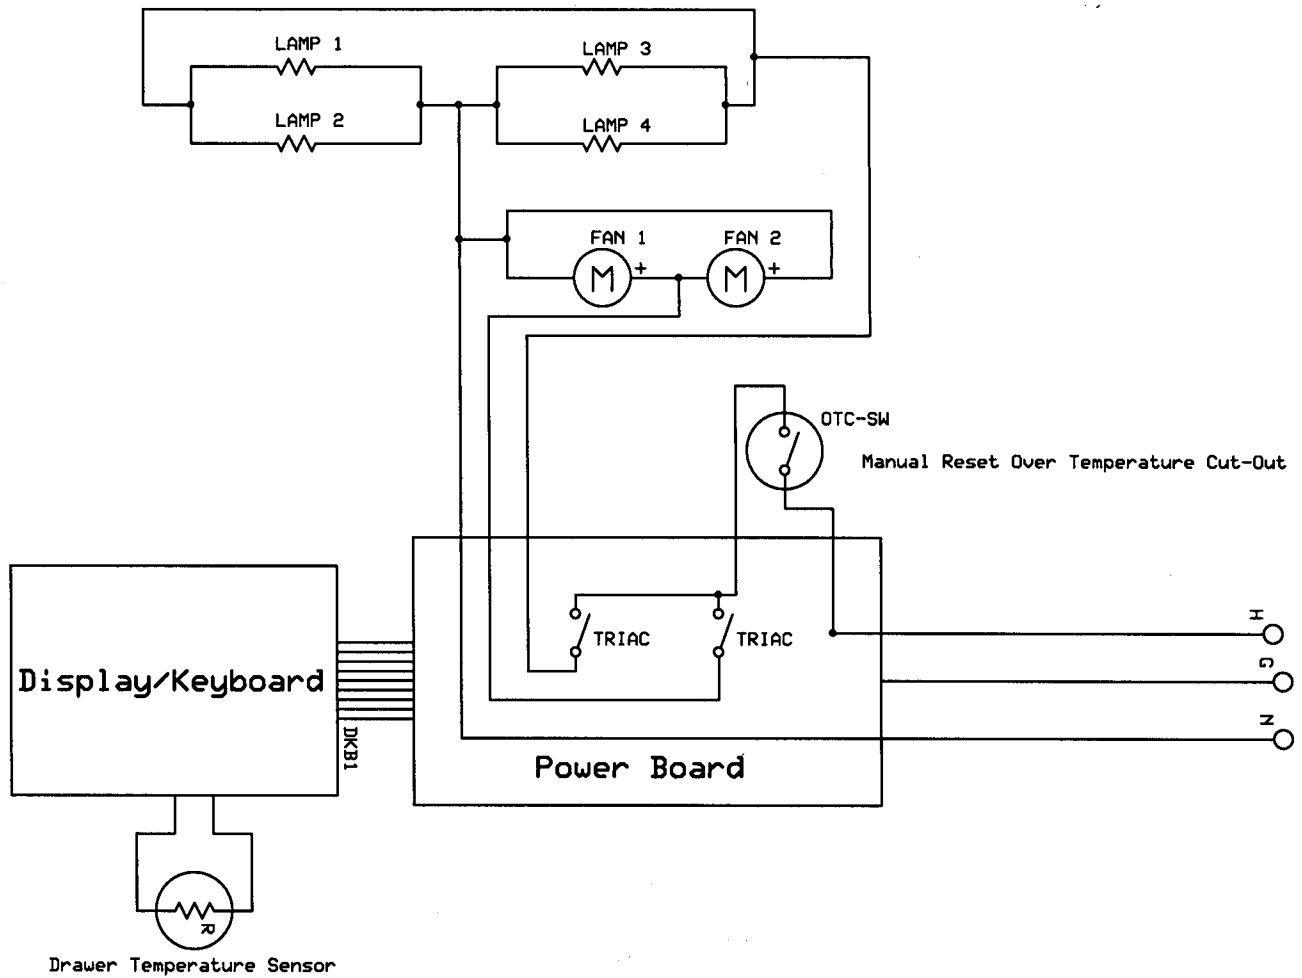 LAMP 1
LAMP 3
LAMP 2
LAMP 4
FAN 1
FAN 2
M +
M +
OTC-SW
Manual Reset Over Temperature Cut-Out
H
TRIAC
TRIAC
G
Display/Keyboard
N
DKB1
Power Board
R
Drawer Temperature Sensor